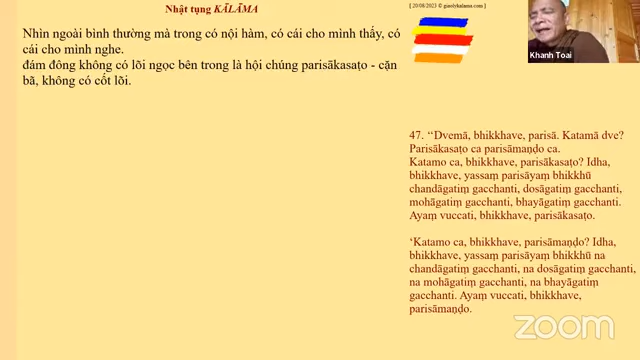 Nhật tụng KĀLĀMA
[ 20/08/2023 © giaolykalama.com ]
Nhìn ngoài bình thường mà trong có nội hàm, có cái cho mình thấy, có
cái cho mình nghe.
đám đông không có lõi ngọc bên trong là hội chúng parisākasaṭo - cặn
bã, không có cốt lõi.
Khanh Toai
47. ‘‘Dvemā, bhikkhave, parisā. Katamā dve?
Parisākasaṭo ca parisāmaṇḍo ca.
Katamo ca, bhikkhave, parisākasaṭo? Idha,
bhikkhave, yassaṃ parisāyaṃ bhikkhū
chandāgatiṃ gacchanti, dosāgatiṃ gacchanti,
mohāgatiṃ gacchanti, bhayāgatiṃ gacchanti.
Ayaṃ vuccati, bhikkhave, parisākasaṭo.
‘Katamo ca, bhikkhave, parisāmaṇḍo? Idha,
bhikkhave, yassaṃ parisāyaṃ bhikkhū na
chandāgatiṃ gacchanti, na dosāgatiṃ gacchanti,
na mohāgatiṃ gacchanti, na bhayāgatiṃ
gacchanti. Ayaṃ vuccati, bhikkhave,
parisāmaṇḍo.
zoom